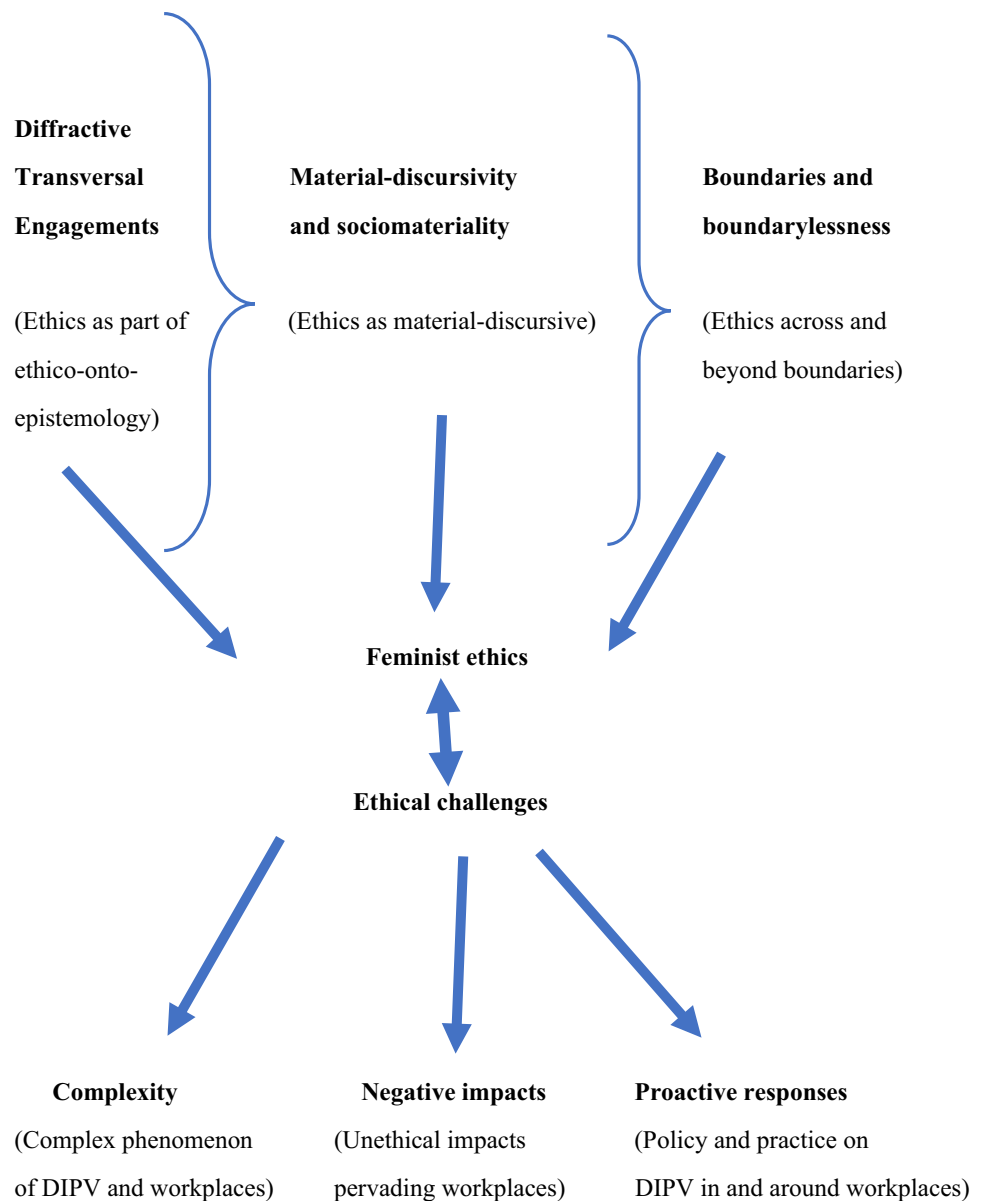 Diffractive
Transversal
Engagements
(Ethics as part of
ethico-onto-
epistemology)
Material-discursivity
and sociomateriality
(Ethics as material-discursive)
Boundaries and
boundarylessness
(Ethics across and
beyond boundaries)
Feminist ethics
Ethical challenges
Complexity
(Complex phenomenon
of DIPV and workplaces)
Negative impacts
(Unethical impacts
pervading workplaces)
Proactive responses
(Policy and practice on
DIPV in and around workplaces)